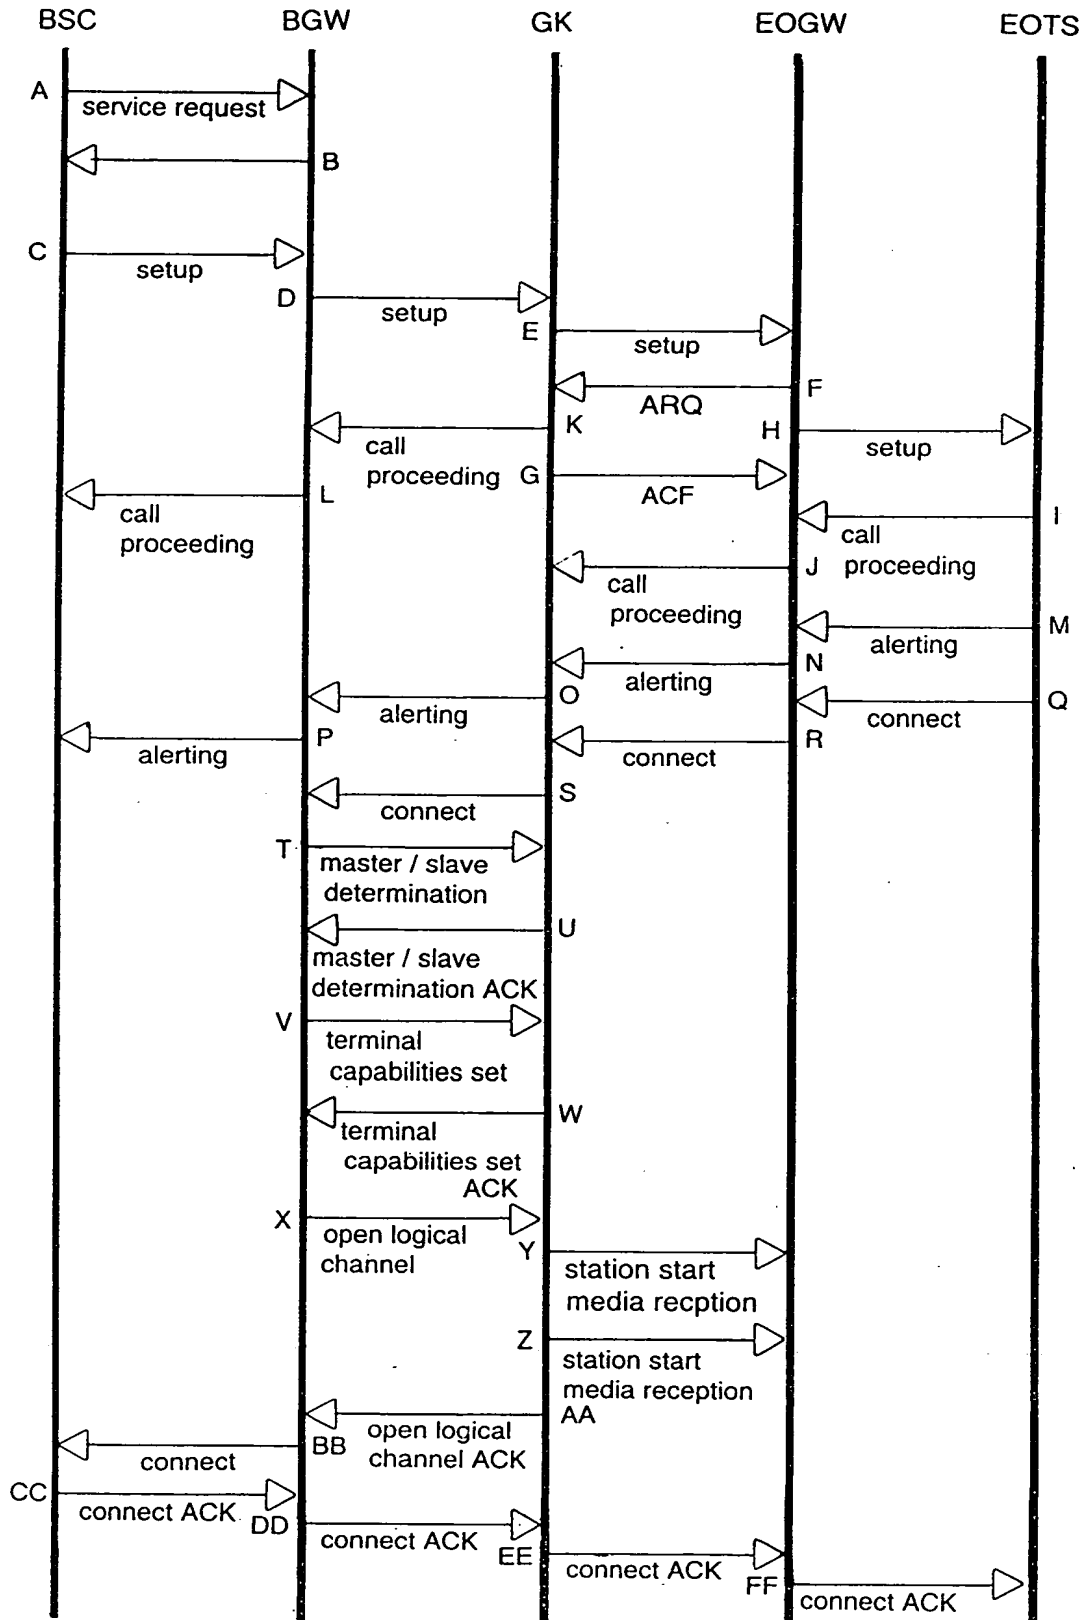 BSC BGW GK EOGW EOTS
A
service request
B
C
setup
D
setup
E
setup
F
ARQ
K
H
call
proceeding
setup
G
ACF
L
call
proceeding
I
call
proceeding
J
call
proceeding
M
alerting
N
alerting
O
alerting
Q
connect
P
alerting
R
connect
S
connect
T
master / slave
determination
U
master / slave
determination ACK
V
terminal
capabilities set
W
terminal
capabilities set
ACK
X
open logical
channel
Y
station start
media recption
Z
station start
media reception
AA
open logical
channel ACK
BB
connect
CC
connect ACK
DD
connect ACK
EE
connect ACK
FF
connect ACK